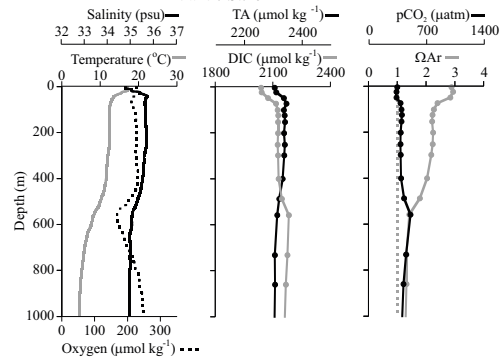 Salinity (psu)
32 33 34 35 36 37
Temperature (°C)
0 10 20 30
TA (µmol kg⁻¹)
2200 2300 2400
DIC (µmol kg⁻¹)
1800 2100 2400
pCO₂ (µatm)
0 700 1400
ΩAr
0 1 2 3 4
Depth (m)
0
200
400
600
800
1000
0 100 200 300
Oxygen (µmol kg⁻¹)